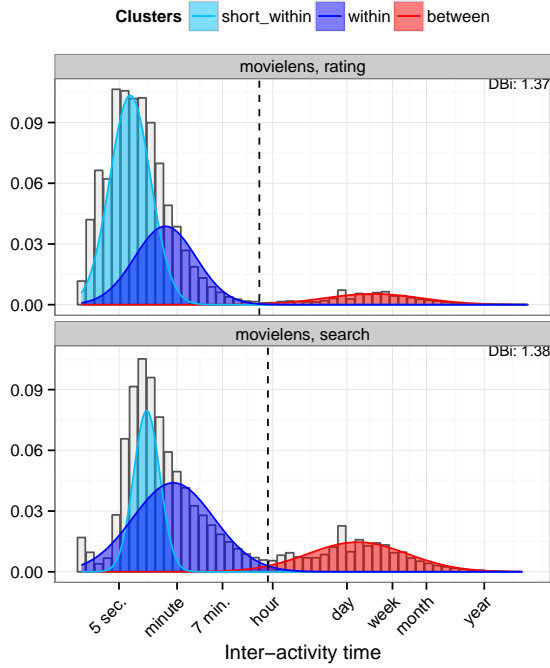 Clusters short_within within between
movielens, rating
DBi: 1.37
0.09
0.06
0.03
0.00
movielens, search
DBi: 1.38
0.09
0.06
0.03
0.00
5 sec. minute 7 min. hour day week month year
Inter−activity time